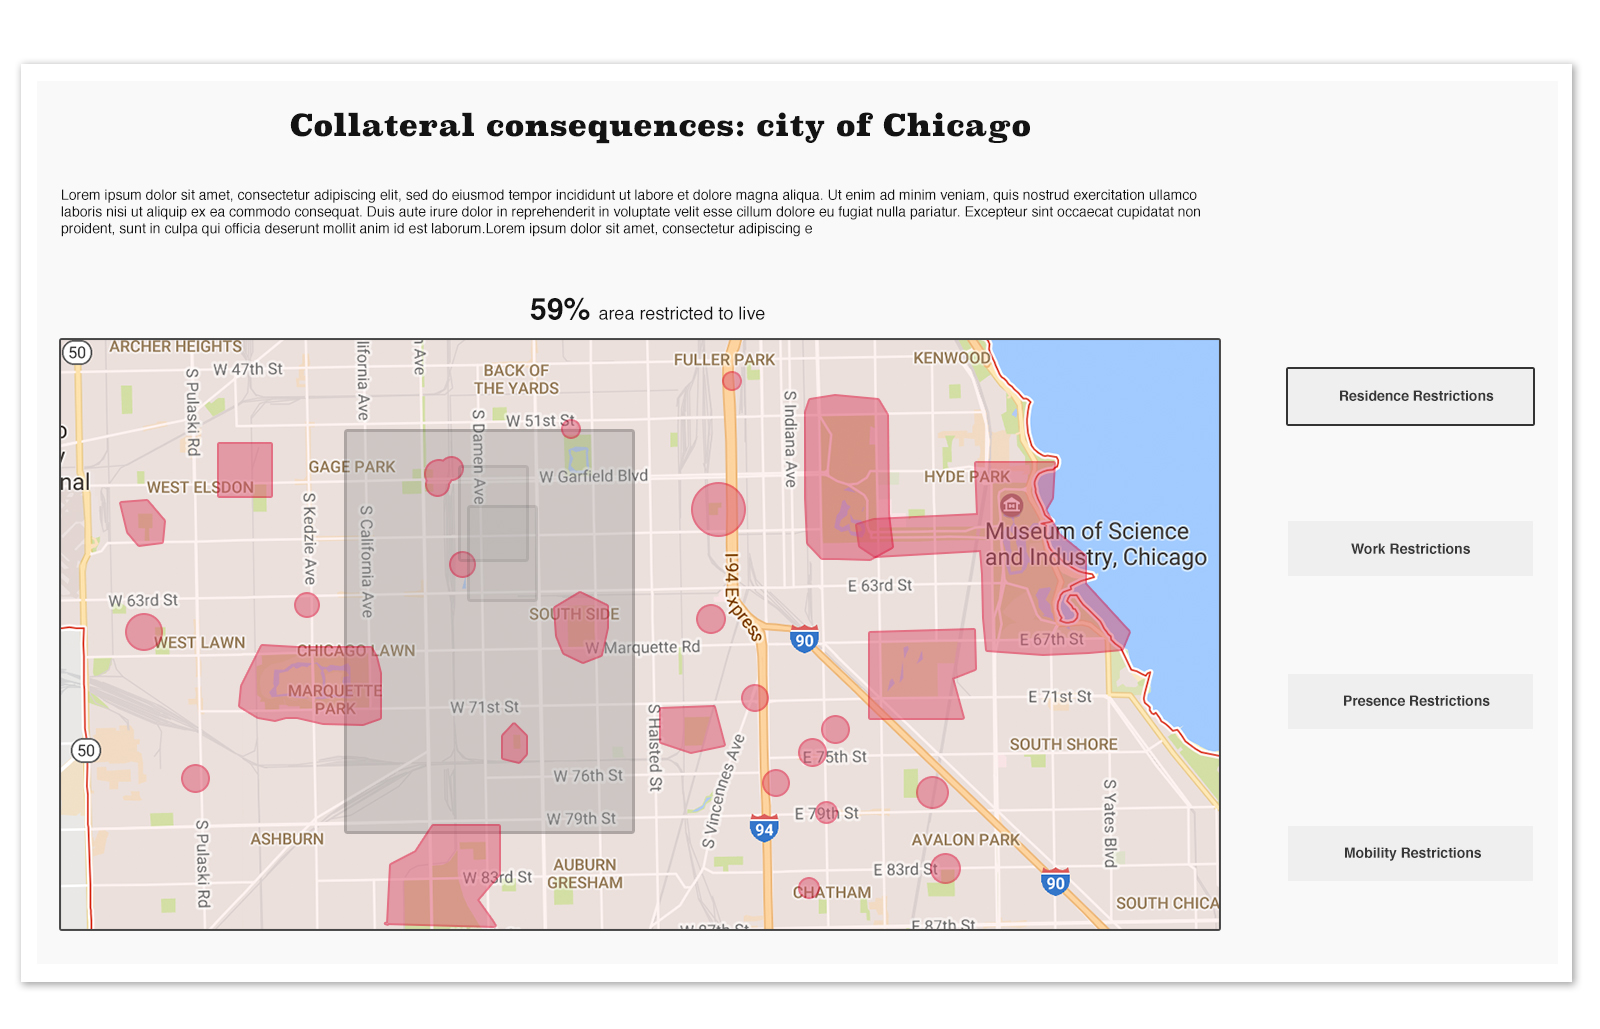 Collateral consequences: city of Chicago
Lorem ipsum dolor sit amet, consectetur adipiscing elit, sed do eiusmod tempor incididunt ut labore et dolore magna aliqua. Ut enim ad minim veniam, quis nostrud exercitation ullamco
laboris nisi ut aliquip ex ea commodo consequat. Duis aute irure dolor in reprehenderit in voluptate velit esse cillum dolore eu fugiat nulla pariatur. Excepteur sint occaecat cupidatat non
proident, sunt in culpa qui officia deserunt mollit anim id est laborum.Lorem ipsum dolor sit amet, consectetur adipiscing e
59% area restricted to live
50
ARCHER HEIGHTS
W 47th St
S Pulaski Rd
lifornia Ave
Ave
BACK OF
THE YARDS
FULLER PARK
KENWOOD
S Damen Ave
W 51st St
S Indiana Ave
GAGE PARK
W Garfield Blvd
HYDE PARK
nal
WEST ELSDON
S Kedzie Ave
S California Ave
Museum of Science
and Industry, Chicago
I-94 Express
E 63rd St
W 63rd St
SOUTH SIDE
90
E 67th St
WEST LAWN
CHICAGO LAWN
W Marquette Rd
MARQUETTE
PARK
W 71st St
E 71st St
S Halsted St
50
S Vincennes Ave
SOUTH SHORE
E 75th St
W 76th St
S Yates Blvd
W 79th St
E 79th St
94
S Pulaski Rd
ASHBURN
AVALON PARK
AUBURN
GRESHAM
W 83rd St
E 83rd St
90
CHATHAM
SOUTH CHICA
W 87th St
E 87th St
Residence Restrictions
Work Restrictions
Presence Restrictions
Mobility Restrictions